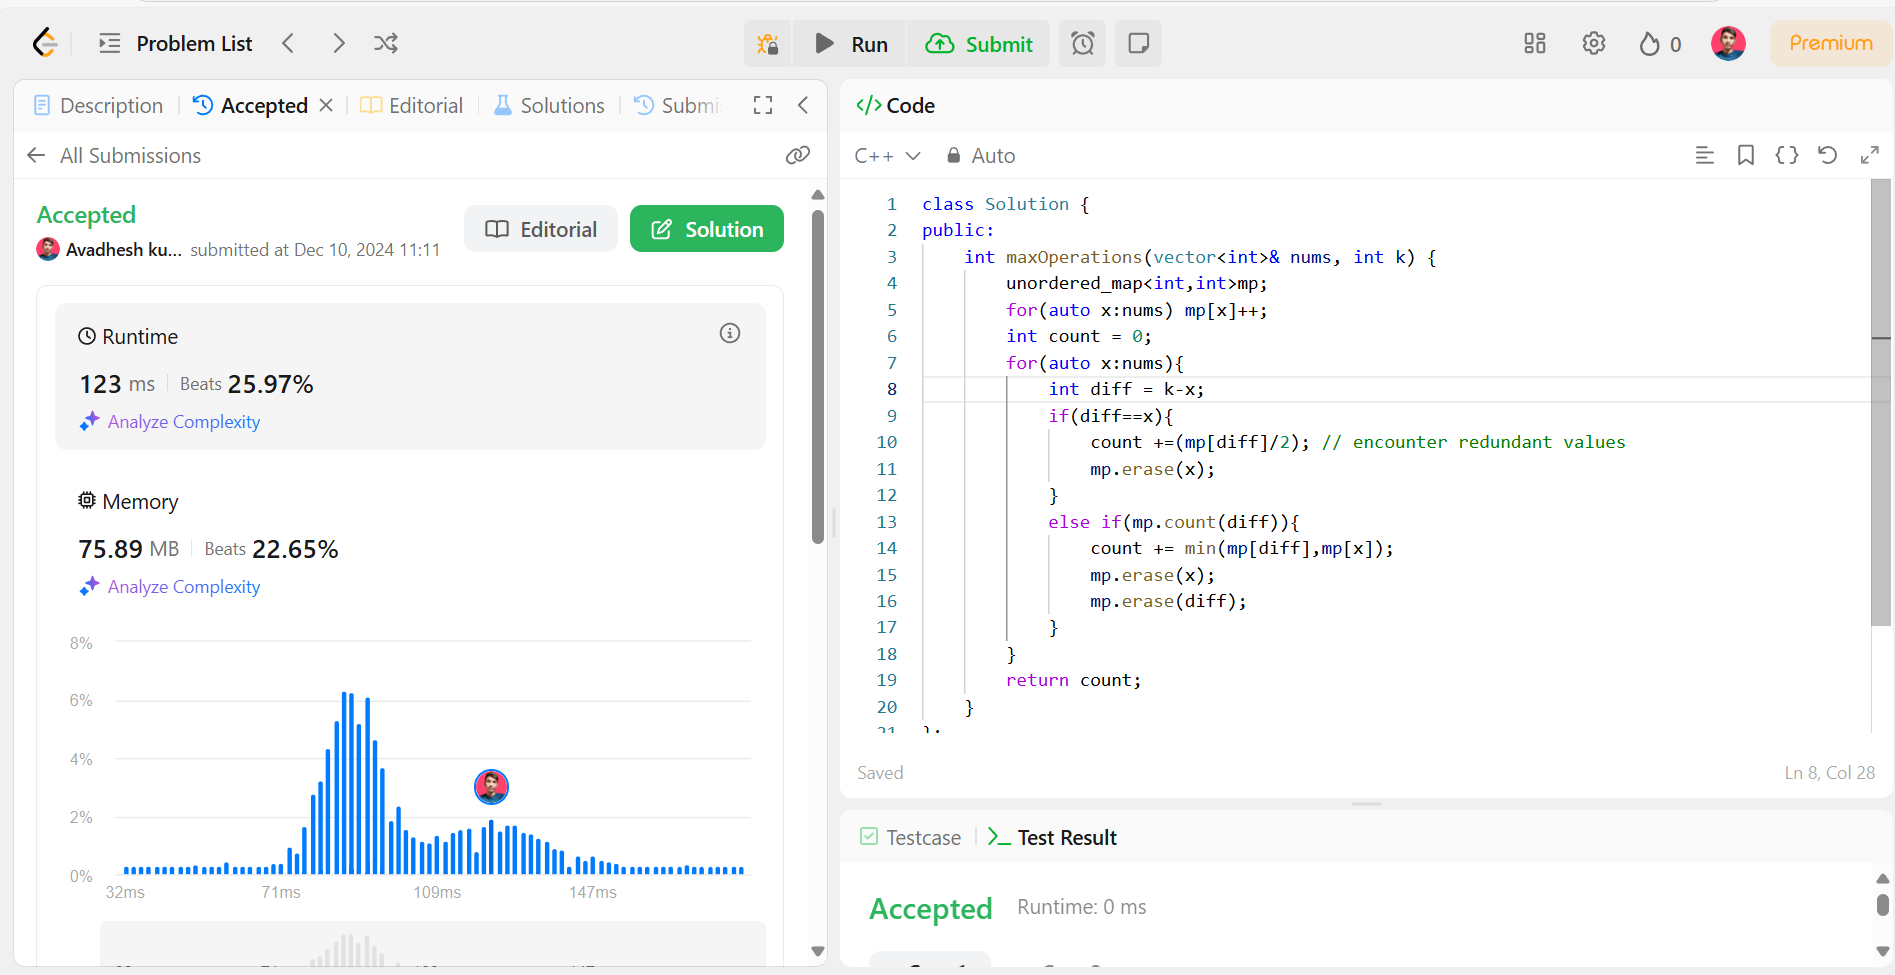 Problem List
Run
Submit
0
Premium
Description
Accepted
Editorial
Solutions
All Submissions
Accepted
Avadhesh ku... submitted at Dec 10, 2024 11:11
Editorial
Solution
Runtime
123 ms
Beats 25.97%
Analyze Complexity
Memory
75.89 MB
Beats 22.65%
Analyze Complexity
8%
6%
4%
2%
0%
32ms
71ms
109ms
147ms
</> Code
C++
Auto
1 class Solution {
2 public:
3 int maxOperations(vector<int>& nums, int k) {
4 unordered_map<int,int>mp;
5 for(auto x:nums) mp[x]++;
6 int count = 0;
7 for(auto x:nums){
8 int diff = k-x;
9 if(diff==x){
10 count +=(mp[diff]/2); // encounter redundant values
11 mp.erase(x);
12 }
13 else if(mp.count(diff)){
14 count += min(mp[diff],mp[x]);
15 mp.erase(x);
16 mp.erase(diff);
17 }
18 }
19 return count;
20 }
21 };
Saved
Ln 8, Col 28
Testcase
Test Result
Accepted
Runtime: 0 ms